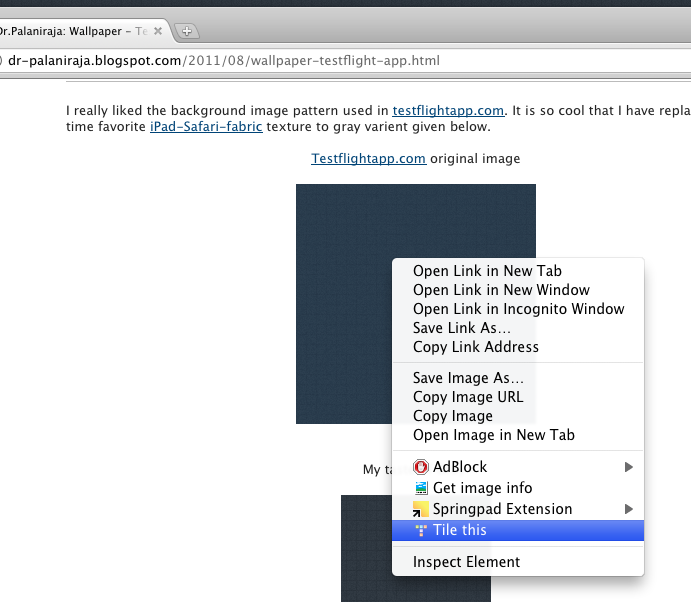 Dr.Palaniraja: Wallpaper – Te
dr-palaniraja.blogspot.com/2011/08/wallpaper-testflight-app.html
I really liked the background image pattern used in testflightapp.com. It is so cool that I have repla
time favorite iPad-Safari-fabric texture to gray varient given below.
Testflightapp.com original image
Open Link in New Tab
Open Link in New Window
Open Link in Incognito Window
Save Link As...
Copy Link Address
Save Image As...
Copy Image URL
Copy Image
Open Image in New Tab
My ta
AdBlock
Get image info
Springpad Extension
Tile this
Inspect Element